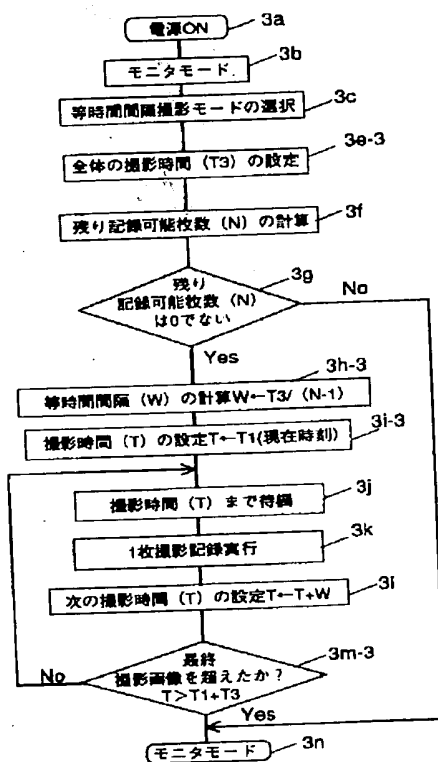 電源ON
3a
3b
モニタモード
3c
等時間間隔撮影モードの選択
3e-3
全体の撮影時間（T3）の設定
3f
残り記録可能枚数（N）の計算
3g
残り
記録可能枚数（N）
は0でない
No
Yes
3h-3
等時間間隔（W）の計算W←T3/（N-1）
3i-3
撮影時間（T）の設定T←T1(現在時刻）
3j
撮影時間（T）まで待機
3k
1枚撮影記録実行
3l
次の撮影時間（T）の設定T←T+W
最終
3m-3
撮影画像を超えたか？
No
T＞T1+T3
Yes
モニタモード
3n